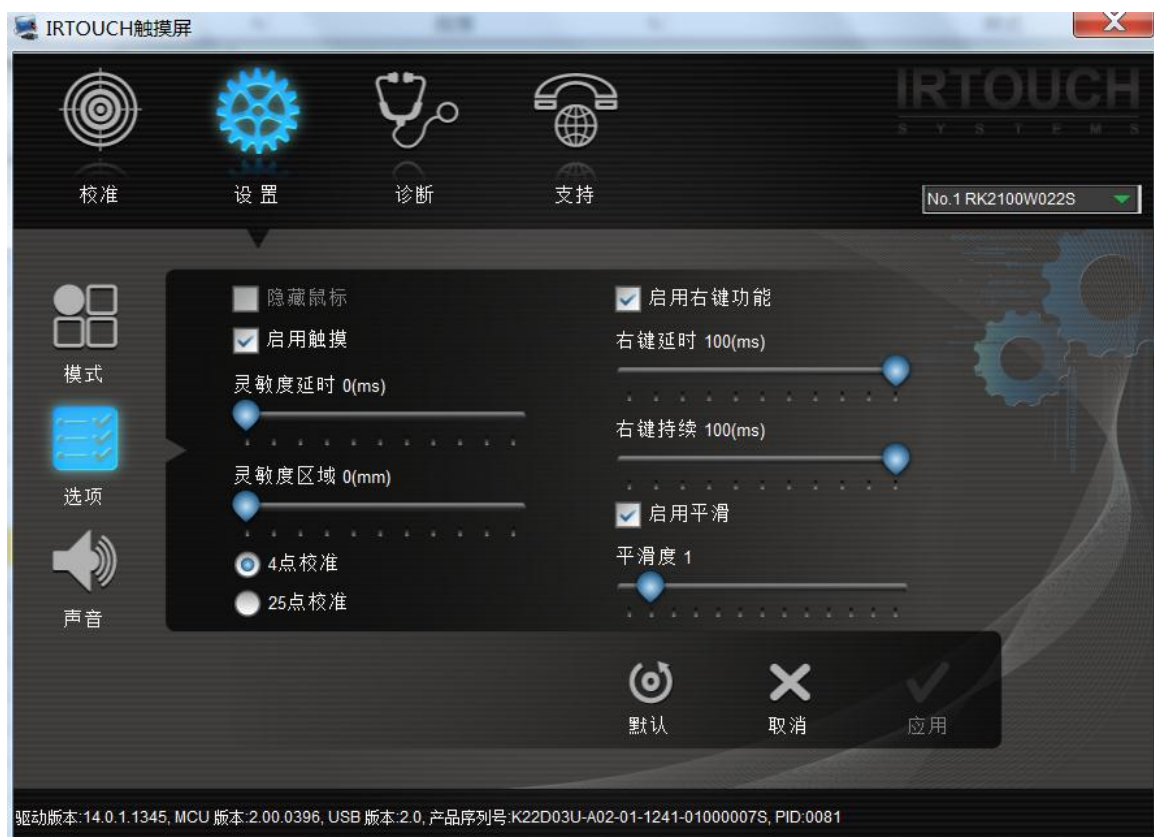 IRTOUCH触摸屏
IRTOUCH
SYSTEMS
校准
设置
诊断
支持
No.1 RK2100W022S
模式
选项
声音
隐藏鼠标
启用触摸
灵敏度延时 0(ms)
灵敏度区域 0(mm)
4点校准
25点校准
启用右键功能
右键延时 100(ms)
右键持续 100(ms)
启用平滑
平滑度 1
默认
取消
应用
驱动版本:14.0.1.1345, MCU 版本:2.00.0396, USB 版本:2.0, 产品序列号:K22D03U-A02-01-1241-01000007S, PID:0081